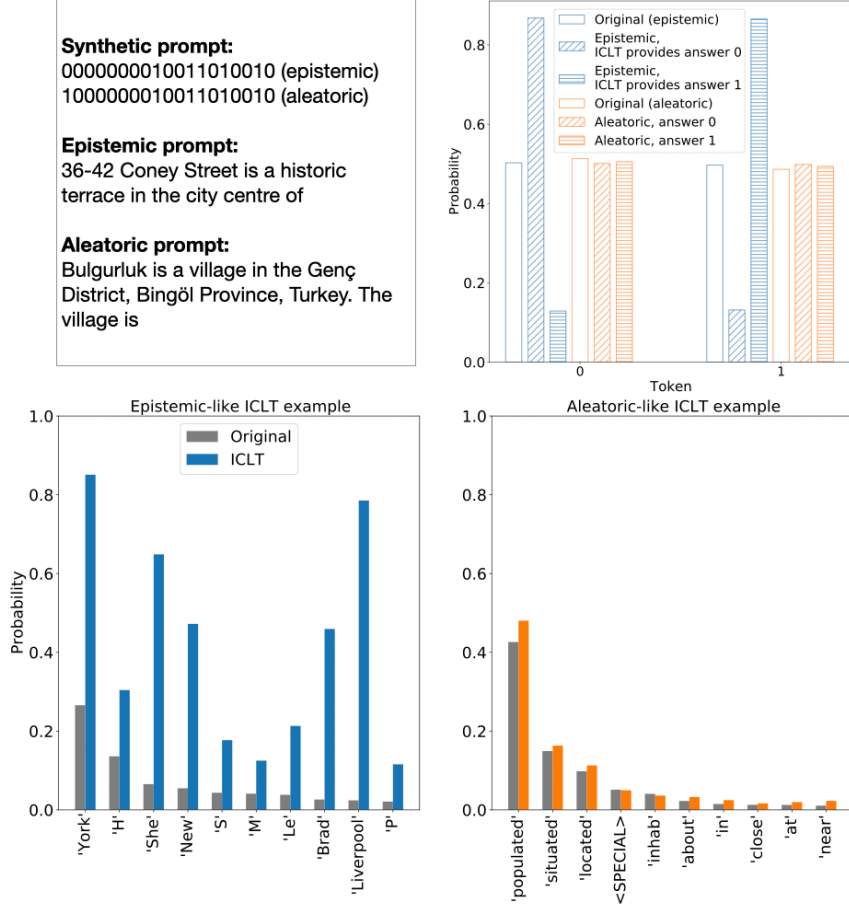 Synthetic prompt:
0000000010011010010 (epistemic)
1000000010011010010 (aleatoric)
Epistemic prompt:
36-42 Coney Street is a historic
terrace in the city centre of
Aleatoric prompt:
Bulgurluk is a village in the Genç
District, Bingöl Province, Turkey. The
village is
Original (epistemic)
Epistemic,
ICLT provides answer 0
Epistemic,
ICLT provides answer 1
Original (aleatoric)
Aleatoric, answer 0
Aleatoric, answer 1
Probability
0.8
0.6
0.4
0.2
0.0
0
1
Token
Epistemic-like ICLT example
Original
ICLT
Probability
1.0
0.8
0.6
0.4
0.2
0.0
'York'
'H'
'She'
'New'
'S'
'M'
'Le'
'Brad'
'Liverpool'
'P'
Aleatoric-like ICLT example
1.0
0.8
0.6
0.4
0.2
0.0
'populated'
'situated'
'located'
<SPECIAL>
'inhab'
'about'
'in'
'close'
'at'
'near'